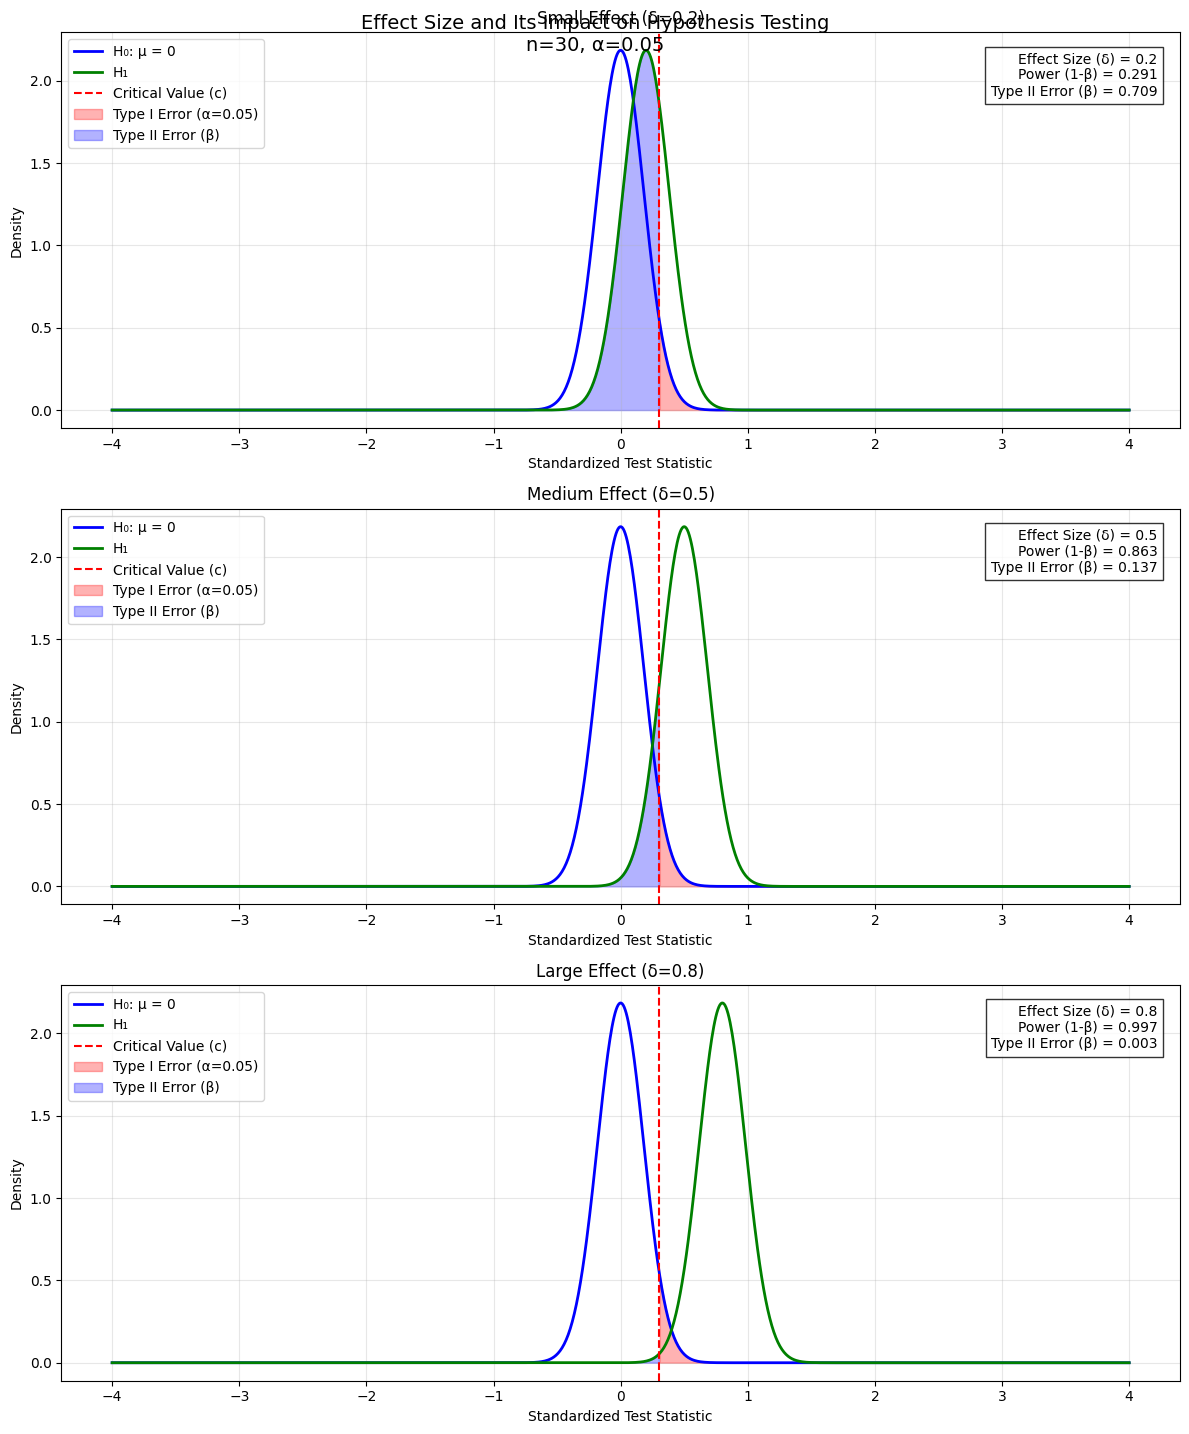 Effect Size and Its Impact on Hypothesis Testing
n=30, α=0.05
Small Effect (δ=0.2)
H₀: μ = 0
H₁
Critical Value (c)
Type I Error (α=0.05)
Type II Error (β)
Effect Size (δ) = 0.2
Power (1-β) = 0.291
Type II Error (β) = 0.709
Density
2.0
1.5
1.0
0.5
0.0
−4 −3 −2 −1 0 1 2 3 4
Standardized Test Statistic
Medium Effect (δ=0.5)
H₀: μ = 0
H₁
Critical Value (c)
Type I Error (α=0.05)
Type II Error (β)
Effect Size (δ) = 0.5
Power (1-β) = 0.863
Type II Error (β) = 0.137
Density
2.0
1.5
1.0
0.5
0.0
−4 −3 −2 −1 0 1 2 3 4
Standardized Test Statistic
Large Effect (δ=0.8)
H₀: μ = 0
H₁
Critical Value (c)
Type I Error (α=0.05)
Type II Error (β)
Effect Size (δ) = 0.8
Power (1-β) = 0.997
Type II Error (β) = 0.003
Density
2.0
1.5
1.0
0.5
0.0
−4 −3 −2 −1 0 1 2 3 4
Standardized Test Statistic